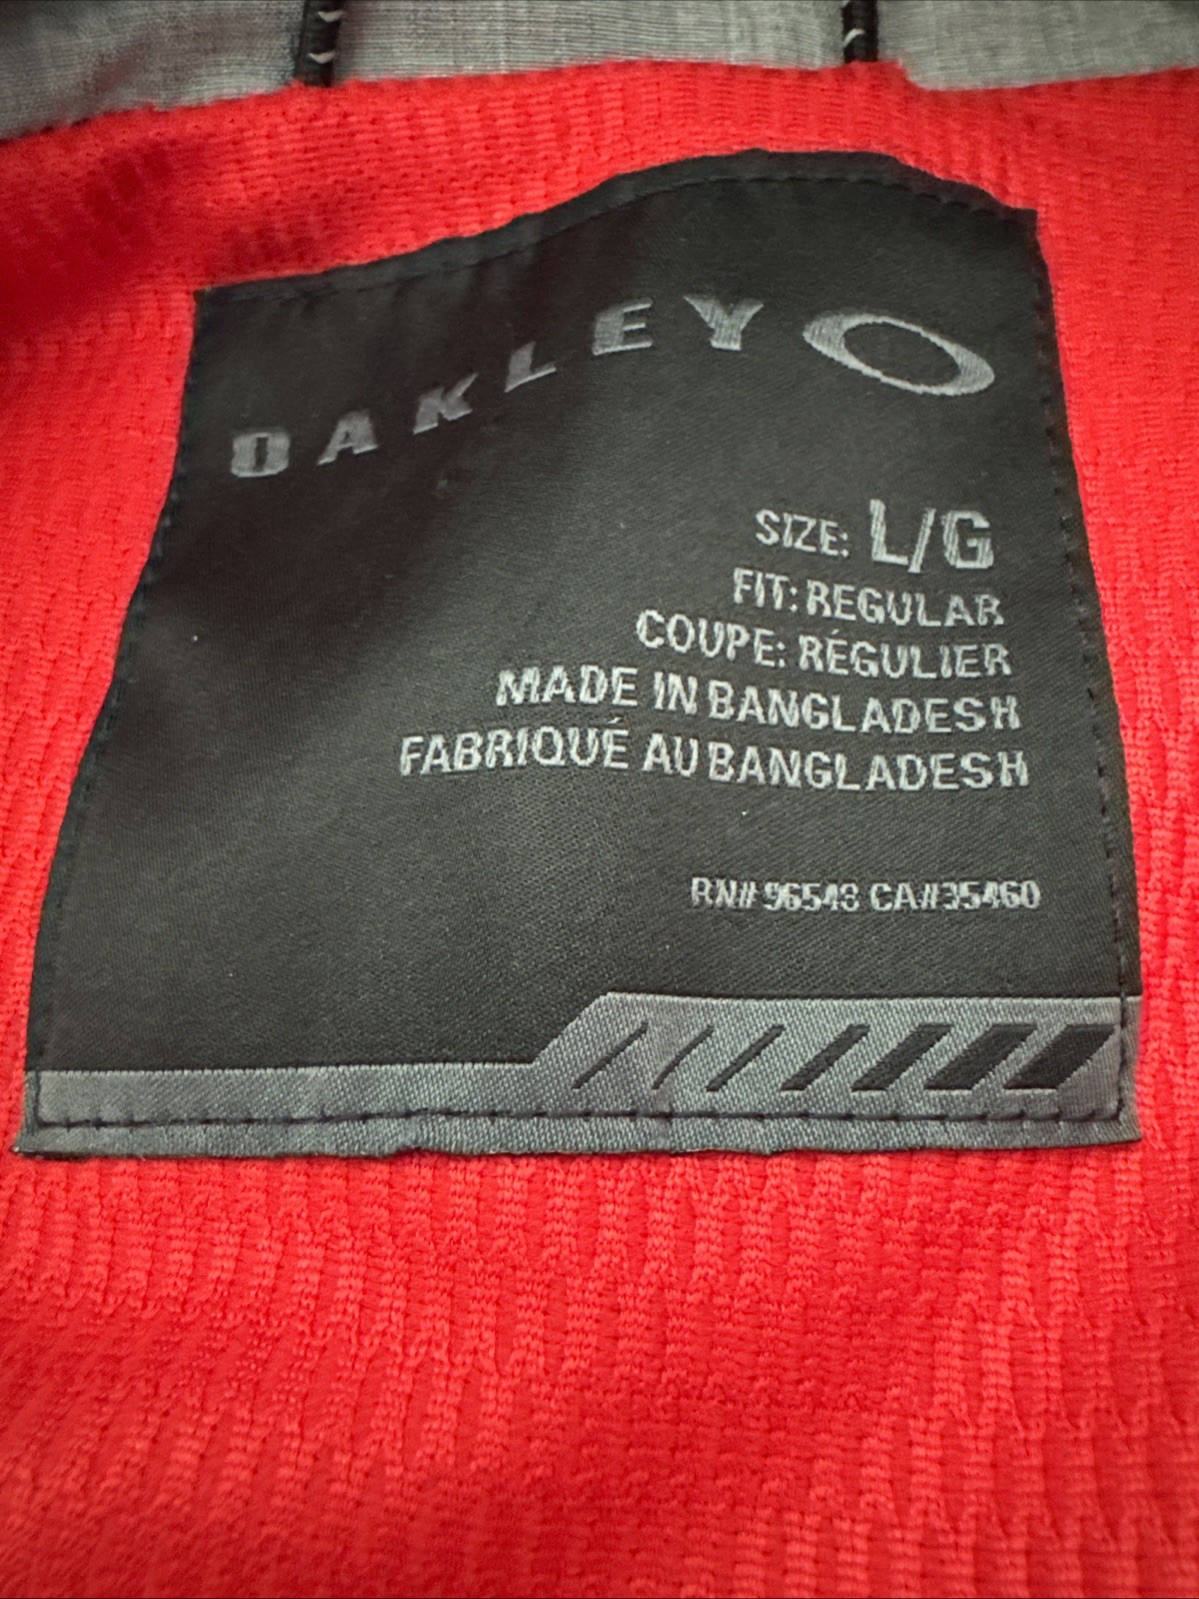 OAKLEY
SIZE: L/G
FIT: REGULAR
COUPE: RÉGULIER
MADE IN BANGLADESH
FABRIQUÉ AU BANGLADESH
RN# 96548 CA#35460